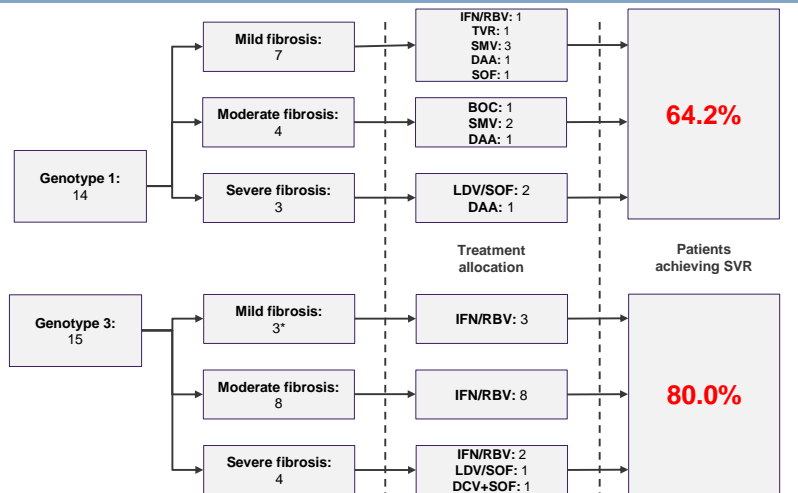 Genotype 1:
14
Mild fibrosis:
7
Moderate fibrosis:
4
Severe fibrosis:
3
IFN/RBV: 1
TVR: 1
SMV: 3
DAA: 1
SOF: 1
BOC: 1
SMV: 2
DAA: 1
LDV/SOF: 2
DAA: 1
64.2%
Treatment
allocation
Patients
achieving SVR
Genotype 3:
15
Mild fibrosis:
3*
Moderate fibrosis:
8
Severe fibrosis:
4
IFN/RBV: 3
IFN/RBV: 8
IFN/RBV: 2
LDV/SOF: 1
DCV+SOF: 1
80.0%